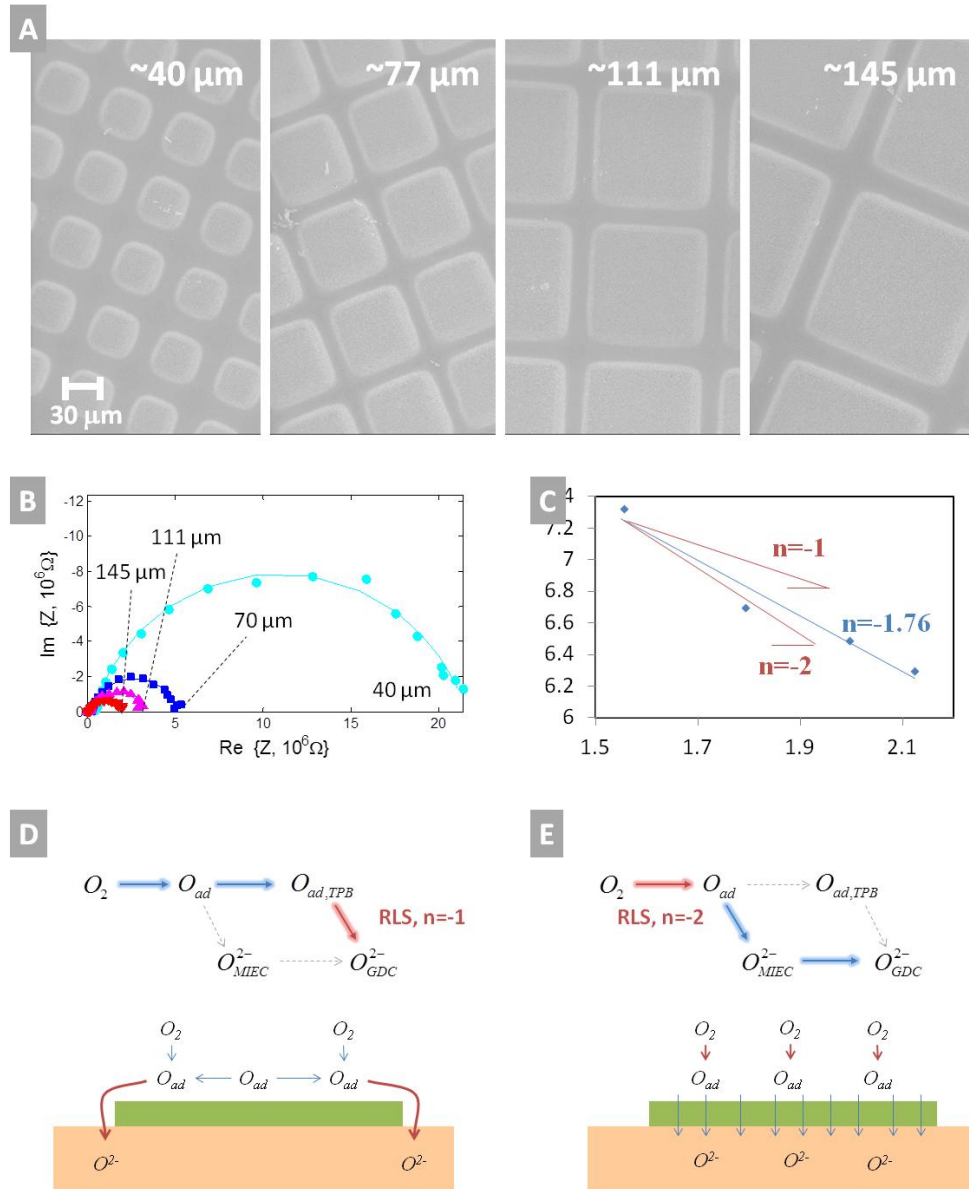 A
~40 μm
~77 μm
~111 μm
~145 μm
30 μm
B
-12
-10
-8
-6
-4
-2
0
0 5 10 15 20
Im {Z, 10⁶Ω}
Re {Z, 10⁶Ω}
145 μm
111 μm
70 μm
40 μm
C
7.4
7.2
7
6.8
6.6
6.4
6.2
6
1.5 1.7 1.9 2.1
n=-1
n=-1.76
n=-2
D
O₂ O_ad O_ad,TPB
RLS, n=-1
O²⁻_MIEC O²⁻_GDC
O₂ O₂
O_ad O_ad O_ad
O²⁻ O²⁻
E
O₂ O_ad O_ad,TPB
RLS, n=-2
O²⁻_MIEC O²⁻_GDC
O₂ O₂ O₂
O_ad O_ad O_ad
O²⁻ O²⁻ O²⁻